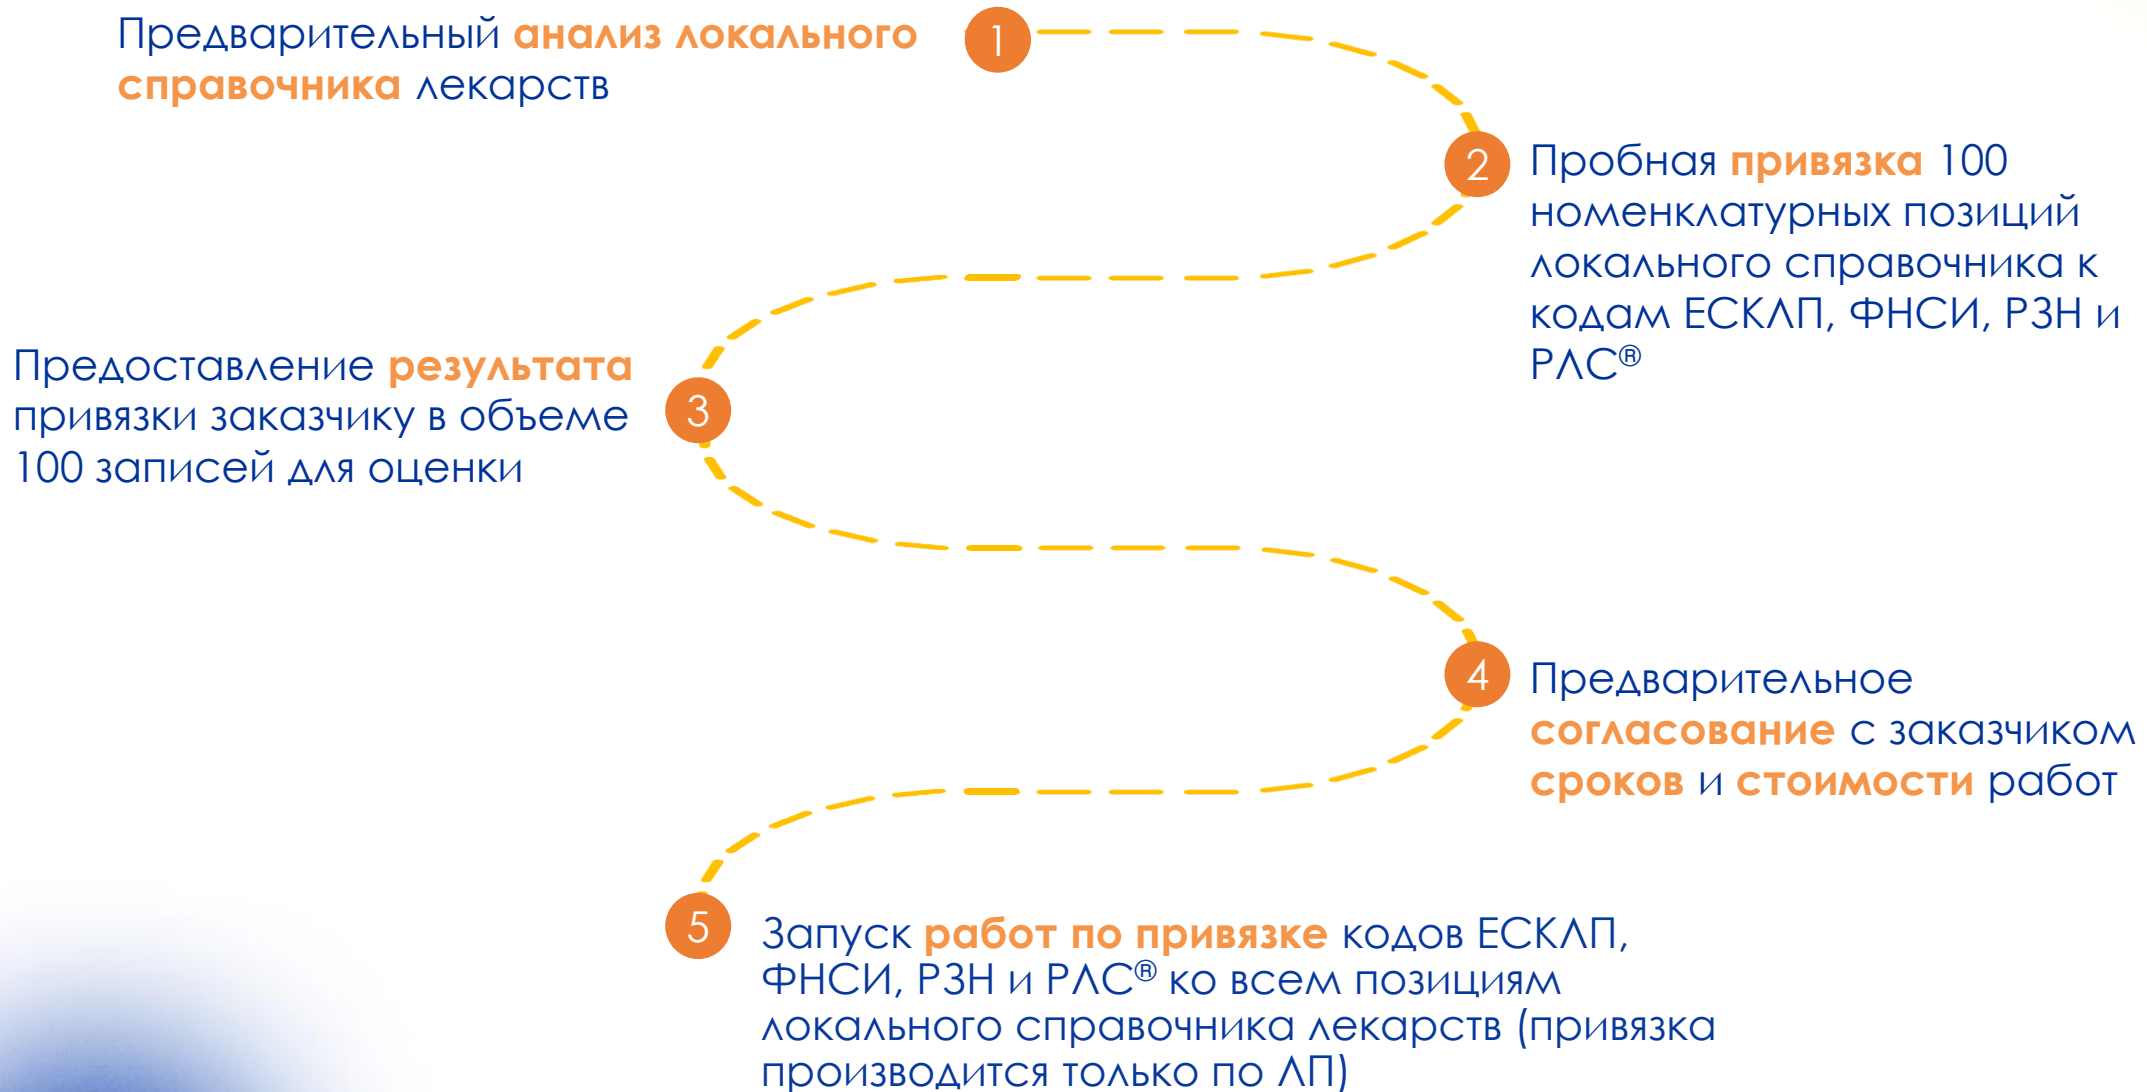 Предварительный анализ локального
справочника лекарств
1
2
Пробная привязка 100
номенклатурных позиций
локального справочника к
кодам ЕСКЛП, ФНСИ, РЗН и
РЛС®
Предоставление результата
привязки заказчику в объеме
100 записей для оценки
3
4
Предварительное
согласование с заказчиком
сроков и стоимости работ
5
Запуск работ по привязке кодов ЕСКЛП,
ФНСИ, РЗН и РЛС® ко всем позициям
локального справочника лекарств (привязка
производится только по ЛП)